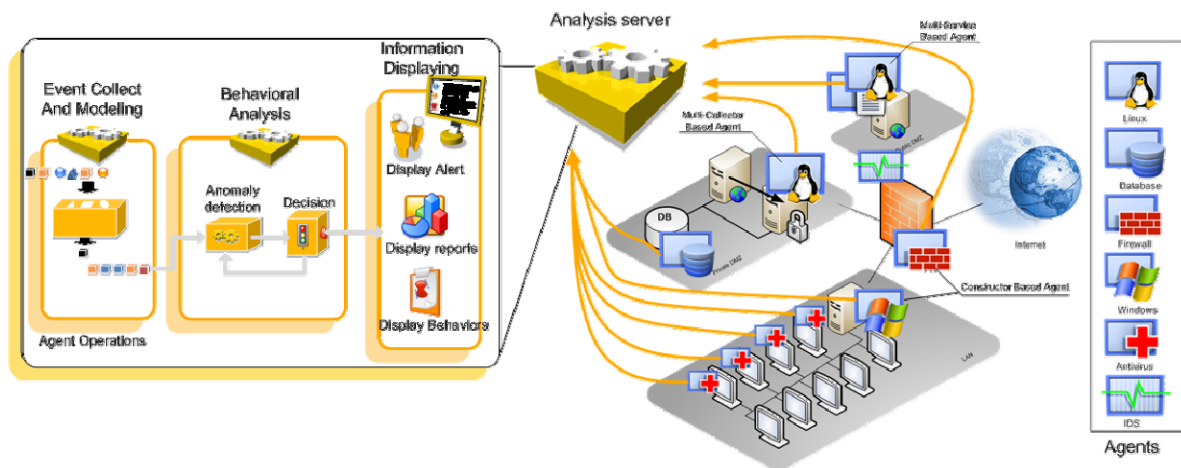 Analysis server
Multi-Service
Based Agent
Information
Displaying
Event Collect
And Modeling
Behavioral
Analysis
Multi-Collector
Based Agent
Linux
Display Alert
Anomaly
detection
Decision
DB
Database
Display reports
Internet
Firewall
Private DMZ
Constructor Based Agent
Windows
Display Behaviors
Agent Operations
LAN
Antivirus
IDS
Agents